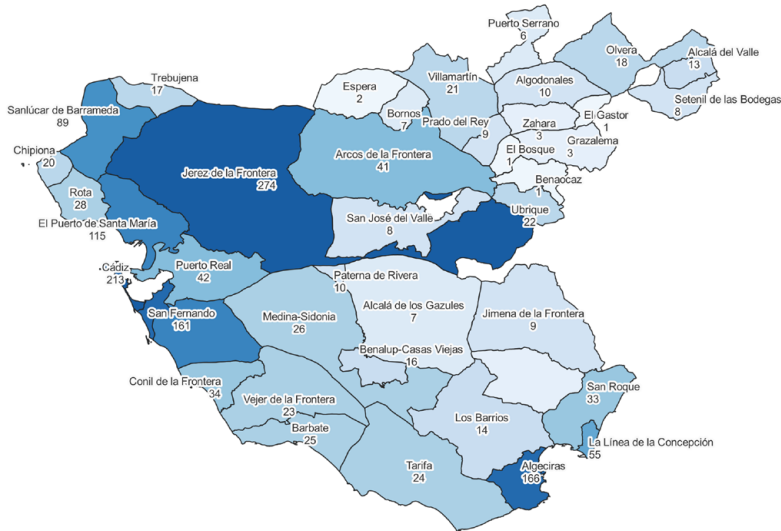 Puerto Serrano
6
Olvera
18
Alcalá del Valle
13
Trebujena
17
Espera
2
Villamartín
21
Algodonales
10
Setenil de las Bodegas
8
Sanlúcar de Barrameda
89
Bornos
7
Prado del Rey
9
Zahara
3
El Gastor
1
Grazalema
3
El Bosque
1
Chipiona
20
Arcos de la Frontera
41
Jerez de la Frontera
274
Benaocaz
1
Rota
28
Ubrique
22
El Puerto de Santa María
115
San José del Valle
8
Cádiz
213
Puerto Real
42
Paterna de Rivera
10
Alcalá de los Gazules
7
Jimena de la Frontera
9
San Fernando
161
Medina-Sidonia
26
Benalup-Casas Viejas
16
Conil de la Frontera
34
Vejer de la Frontera
23
San Roque
33
Los Barrios
14
Barbate
25
La Línea de la Concepción
55
Tarifa
24
Algeciras
166